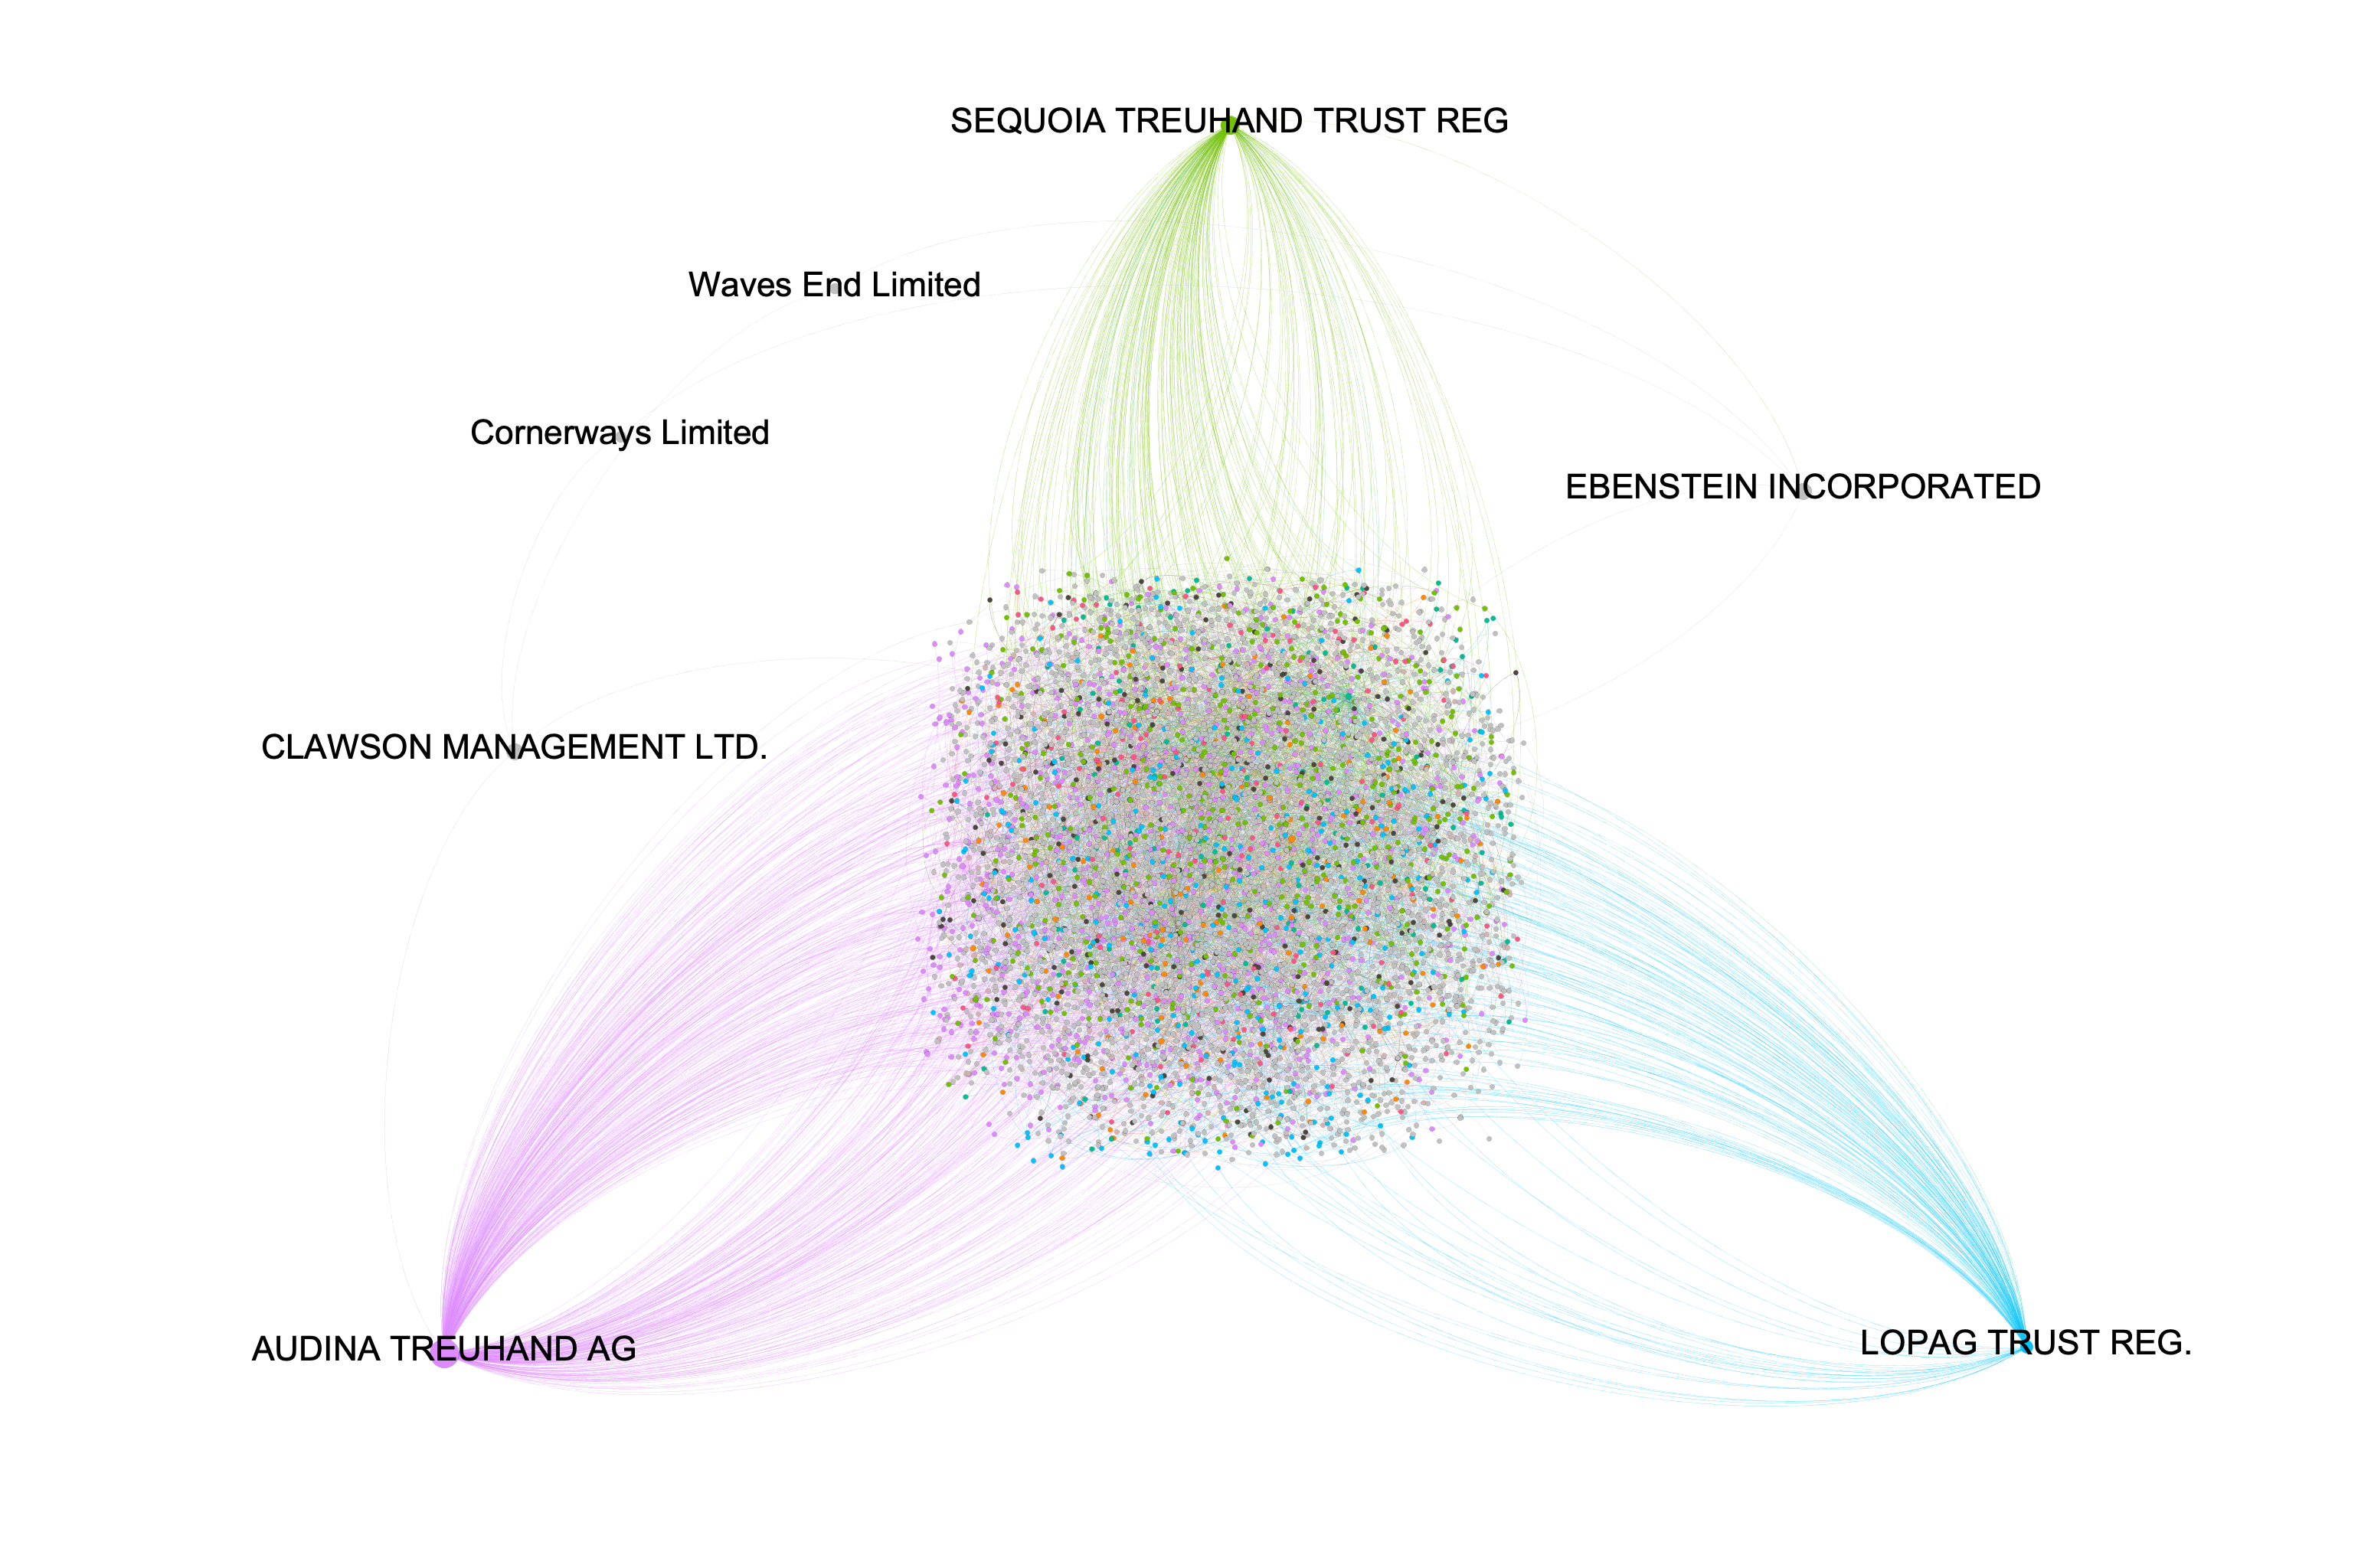 SEQUOIA TREUHAND TRUST REG
Waves End Limited
Cornerways Limited
EBENSTEIN INCORPORATED
CLAWSON MANAGEMENT LTD.
AUDINA TREUHAND AG
LOPAG TRUST REG.